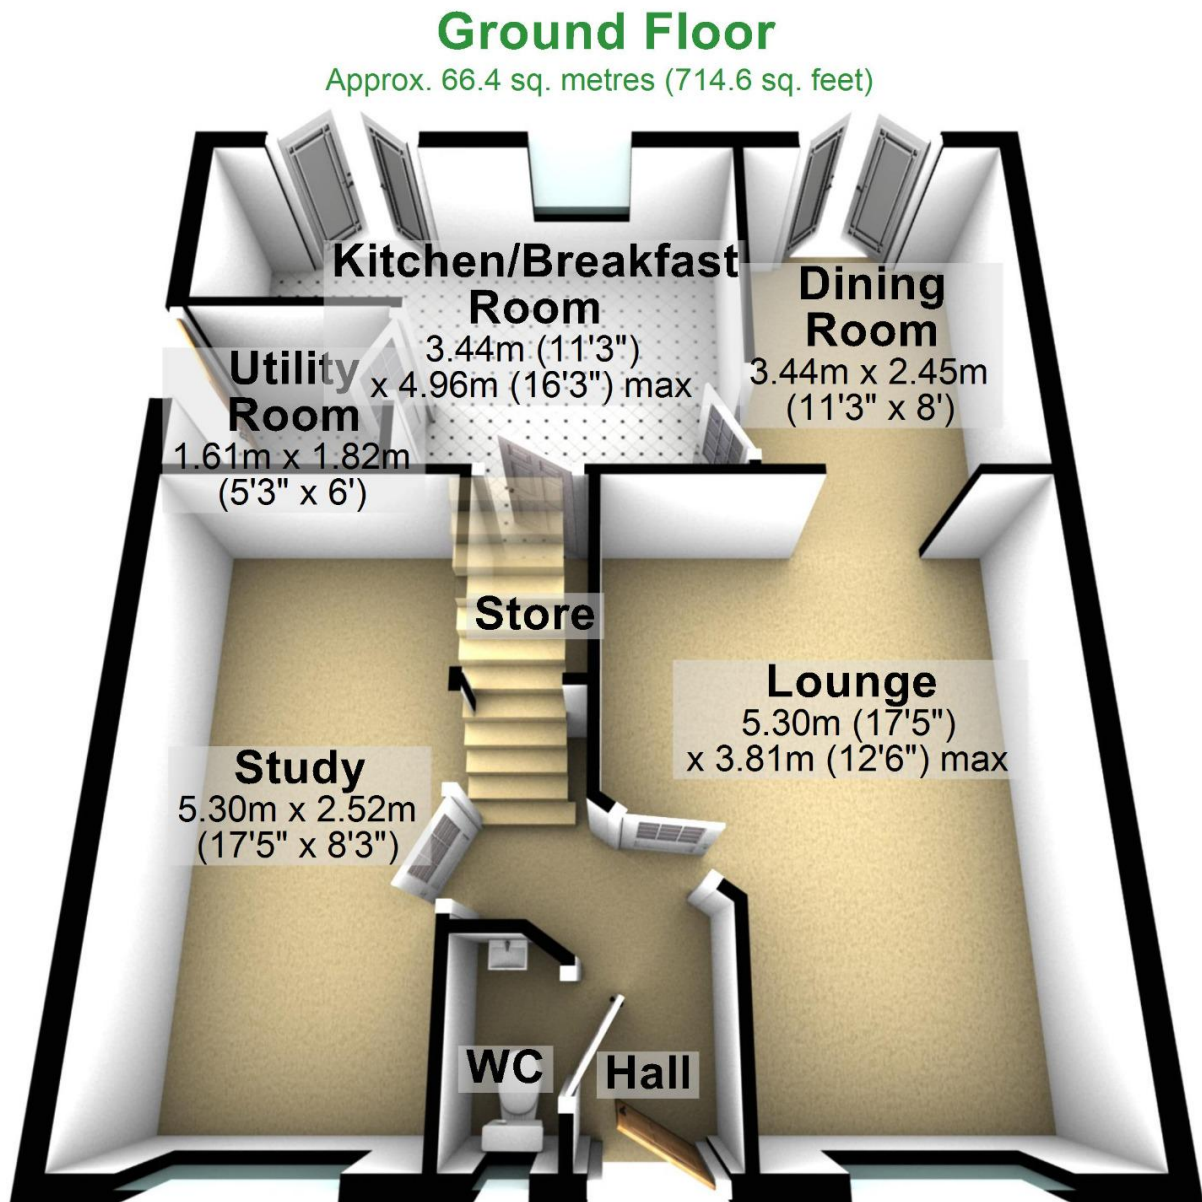 Ground Floor
Approx. 66.4 sq. metres (714.6 sq. feet)
Kitchen/Breakfast
Room
3.44m (11'3")
x 4.96m (16'3") max
Dining
Room
3.44m x 2.45m
(11'3" x 8')
Utility
Room
1.61m x 1.82m
(5'3" x 6')
Store
Lounge
5.30m (17'5")
x 3.81m (12'6") max
Study
5.30m x 2.52m
(17'5" x 8'3")
WC
Hall